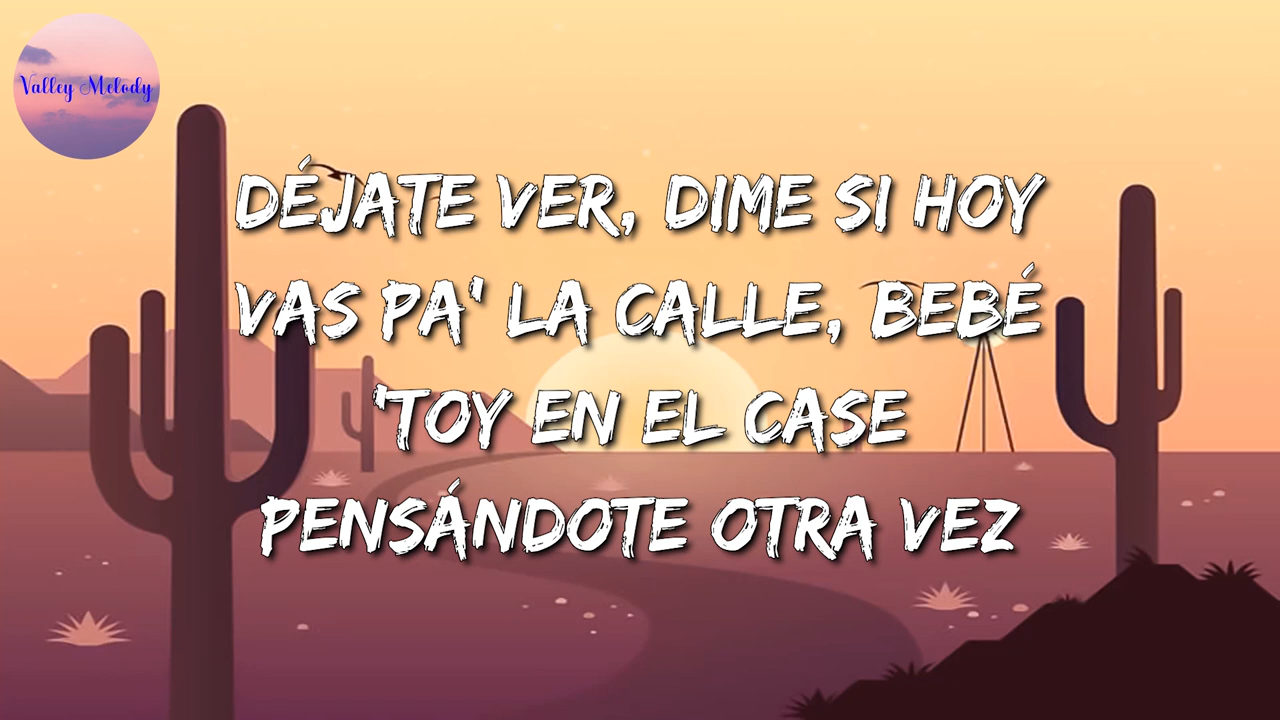 Valley Melody
DÉJATE VER, DIME SI HOY
VAS PA' LA CALLE, BEBÉ
'TOY EN EL CASE
PENSÁNDOTE OTRA VEZ